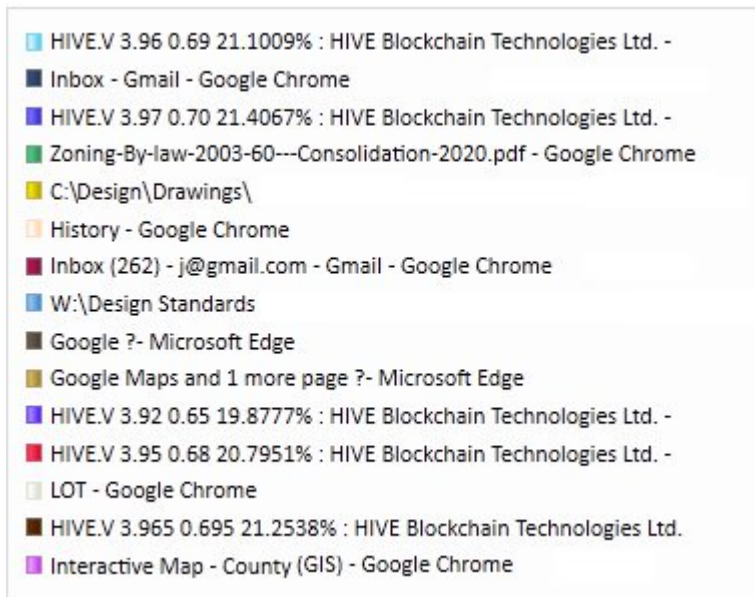 HIVE.V 3.96 0.69 21.1009% : HIVE Blockchain Technologies Ltd. -
Inbox - Gmail - Google Chrome
HIVE.V 3.97 0.70 21.4067% : HIVE Blockchain Technologies Ltd. -
Zoning-By-law-2003-60---Consolidation-2020.pdf - Google Chrome
C:\Design\Drawings\
History - Google Chrome
Inbox (262) - j@gmail.com - Gmail - Google Chrome
W:\Design Standards
Google ?- Microsoft Edge
Google Maps and 1 more page ?- Microsoft Edge
HIVE.V 3.92 0.65 19.8777% : HIVE Blockchain Technologies Ltd. -
HIVE.V 3.95 0.68 20.7951% : HIVE Blockchain Technologies Ltd. -
LOT - Google Chrome
HIVE.V 3.965 0.695 21.2538% : HIVE Blockchain Technologies Ltd.
Interactive Map - County (GIS) - Google Chrome